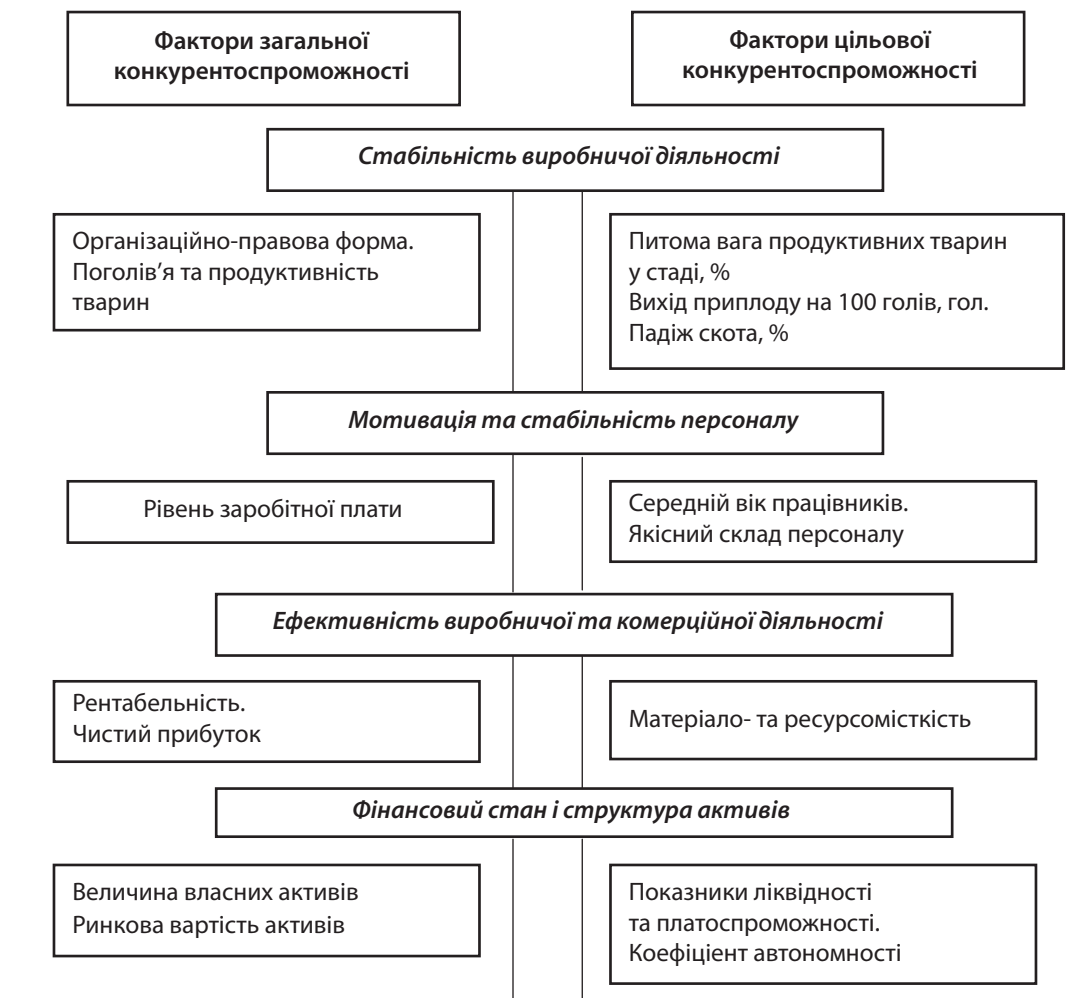 Фактори загальної
конкурентоспроможності
Фактори цільової
конкурентоспроможності
Стабільність виробничої діяльності
Організаційно-правова форма.
Поголів’я та продуктивність
тварин
Питома вага продуктивних тварин
у стаді, %
Вихід приплоду на 100 голів, гол.
Падіж скота, %
Мотивація та стабільність персоналу
Рівень заробітної плати
Середній вік працівників.
Якісний склад персоналу
Ефективність виробничої та комерційної діяльності
Рентабельність.
Чистий прибуток
Матеріало- та ресурсомісткість
Фінансовий стан і структура активів
Величина власних активів
Ринкова вартість активів
Показники ліквідності
та платоспроможності.
Коефіціент автономності